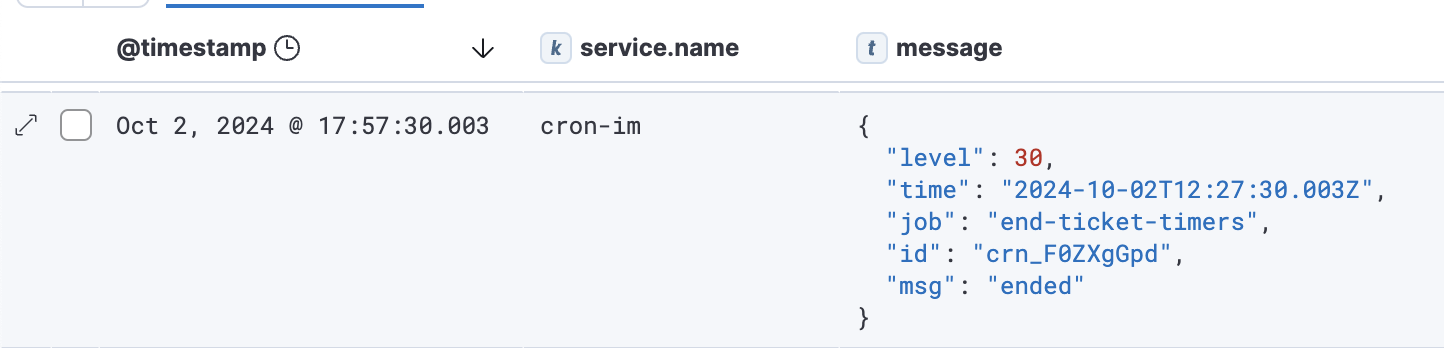 @timestamp k service.name t message
Oct 2, 2024 @ 17:57:30.003 cron-im {
"level": 30,
"time": "2024-10-02T12:27:30.003Z",
"job": "end-ticket-timers",
"id": "crn_F0ZXgGpd",
"msg": "ended"
}